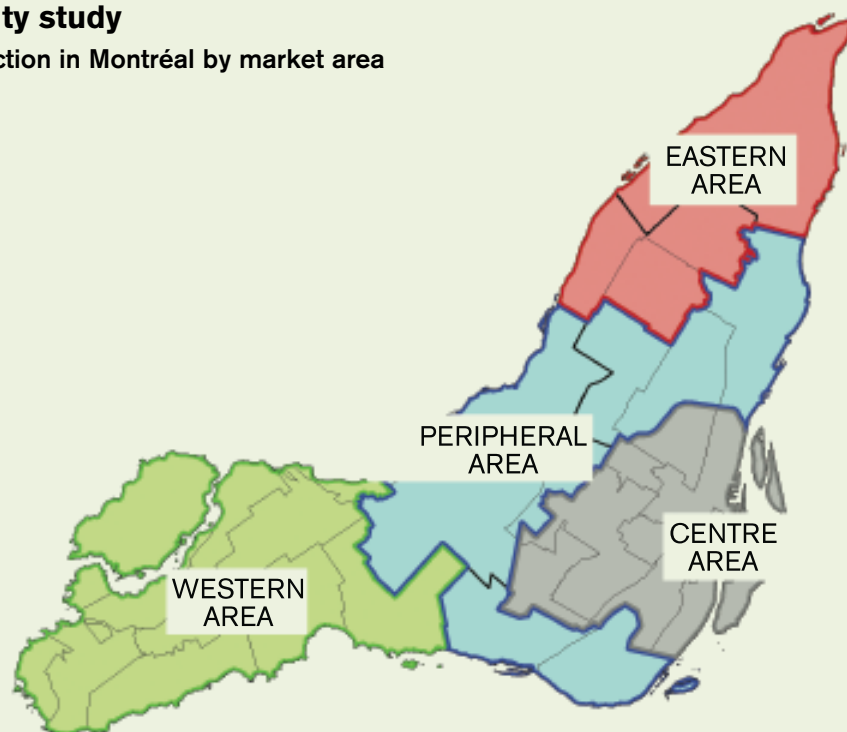 ty study
ction in Montréal by market area
EASTERN
AREA
PERIPHERAL
AREA
CENTRE
AREA
WESTERN
AREA